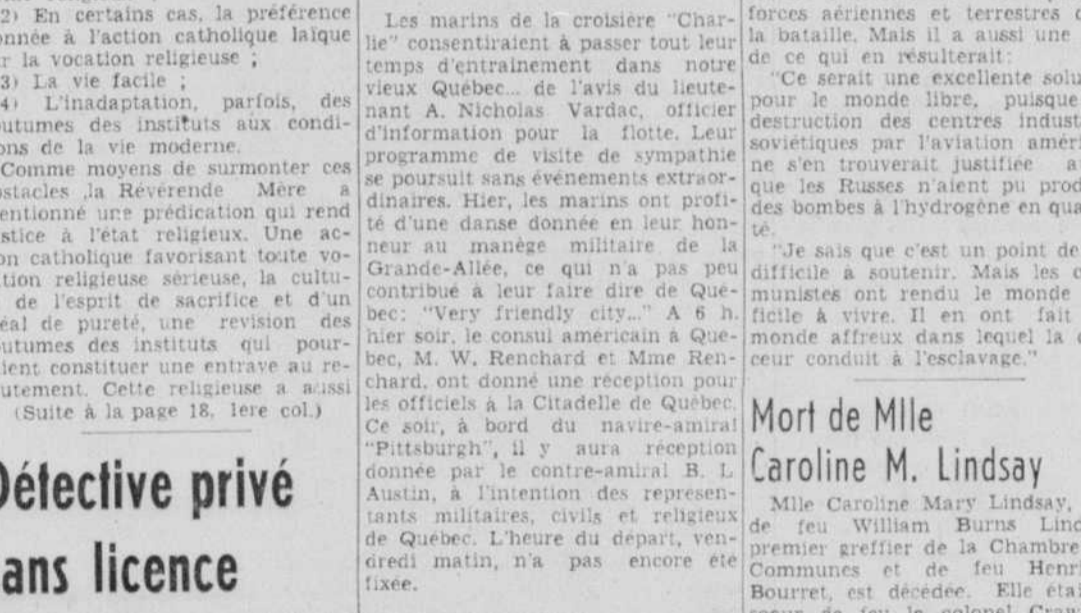 2) En certains cas, la préférence
onnée à l'action catholique laïque
r la vocation religieuse ;
3) La vie facile ;
4) L'inadaptation, parfois, des
outumes des instituts aux condi-
ons de la vie moderne.
Comme moyens de surmonter ces
bstacles ,la Révérende Mère a
entionné une prédication qui rend
stice à l'état religieux. Une ac-
on catholique favorisant toute vo-
tion religieuse sérieuse, la cultu-
de l'esprit de sacrifice et d'un
éal de pureté, une revision des
outumes des instituts qui pour-
aient constituer une entrave au re-
utement. Cette religieuse a aussi
(Suite à la page 18, 1ere col.)
Détective privé
ans licence
Les marins de la croisière "Char-
lie" consentiraient à passer tout leur
temps d'entrainement dans notre
vieux Québec... de l'avis du lieute-
nant A. Nicholas Vardac, officier
d'information pour la flotte. Leur
programme de visite de sympathie
se poursuit sans événements extraor-
dinaires. Hier, les marins ont profi-
té d'une danse donnée en leur hon-
neur au manège militaire de la
Grande-Allée, ce qui n'a pas peu
contribué à leur faire dire de Qué-
bec: "Very friendly city..." A 6 h.
hier soir, le consul américain à Qué-
bec, M. W. Renchard et Mme Ren-
chard, ont donné une réception pour
les officiels à la Citadelle de Québec.
Ce soir, à bord du navire-amiral
"Pittsburgh", il y aura réception
donnée par le contre-amiral B. L
Austin, à l'intention des represen-
tants militaires, civils et religieux
de Québec. L'heure du départ, ven-
dredi matin, n'a pas encore été
fixée.
forces aériennes et terrestres
la bataille. Mais il a aussi une
de ce qui en résulterait:
"Ce serait une excellente solu
pour le monde libre, puisque
destruction des centres indust
soviétiques par l'aviation améri
ne s'en trouverait justifiée a
que les Russes n'aient pu prod
des bombes à l'hydrogène en qua
té.
"Je sais que c'est un point de
difficile à soutenir. Mais les c
munistes ont rendu le monde
ficile à vivre. Il en ont fait
monde affreux dans lequel la
ceur conduit à l'esclavage."
Mort de Mlle
Caroline M. Lindsay
Mlle Caroline Mary Lindsay,
de feu William Burns Lind
premier greffier de la Chambre
Communes et de feu Henri
Bourret, est décédée. Elle éta
de feu le colonel